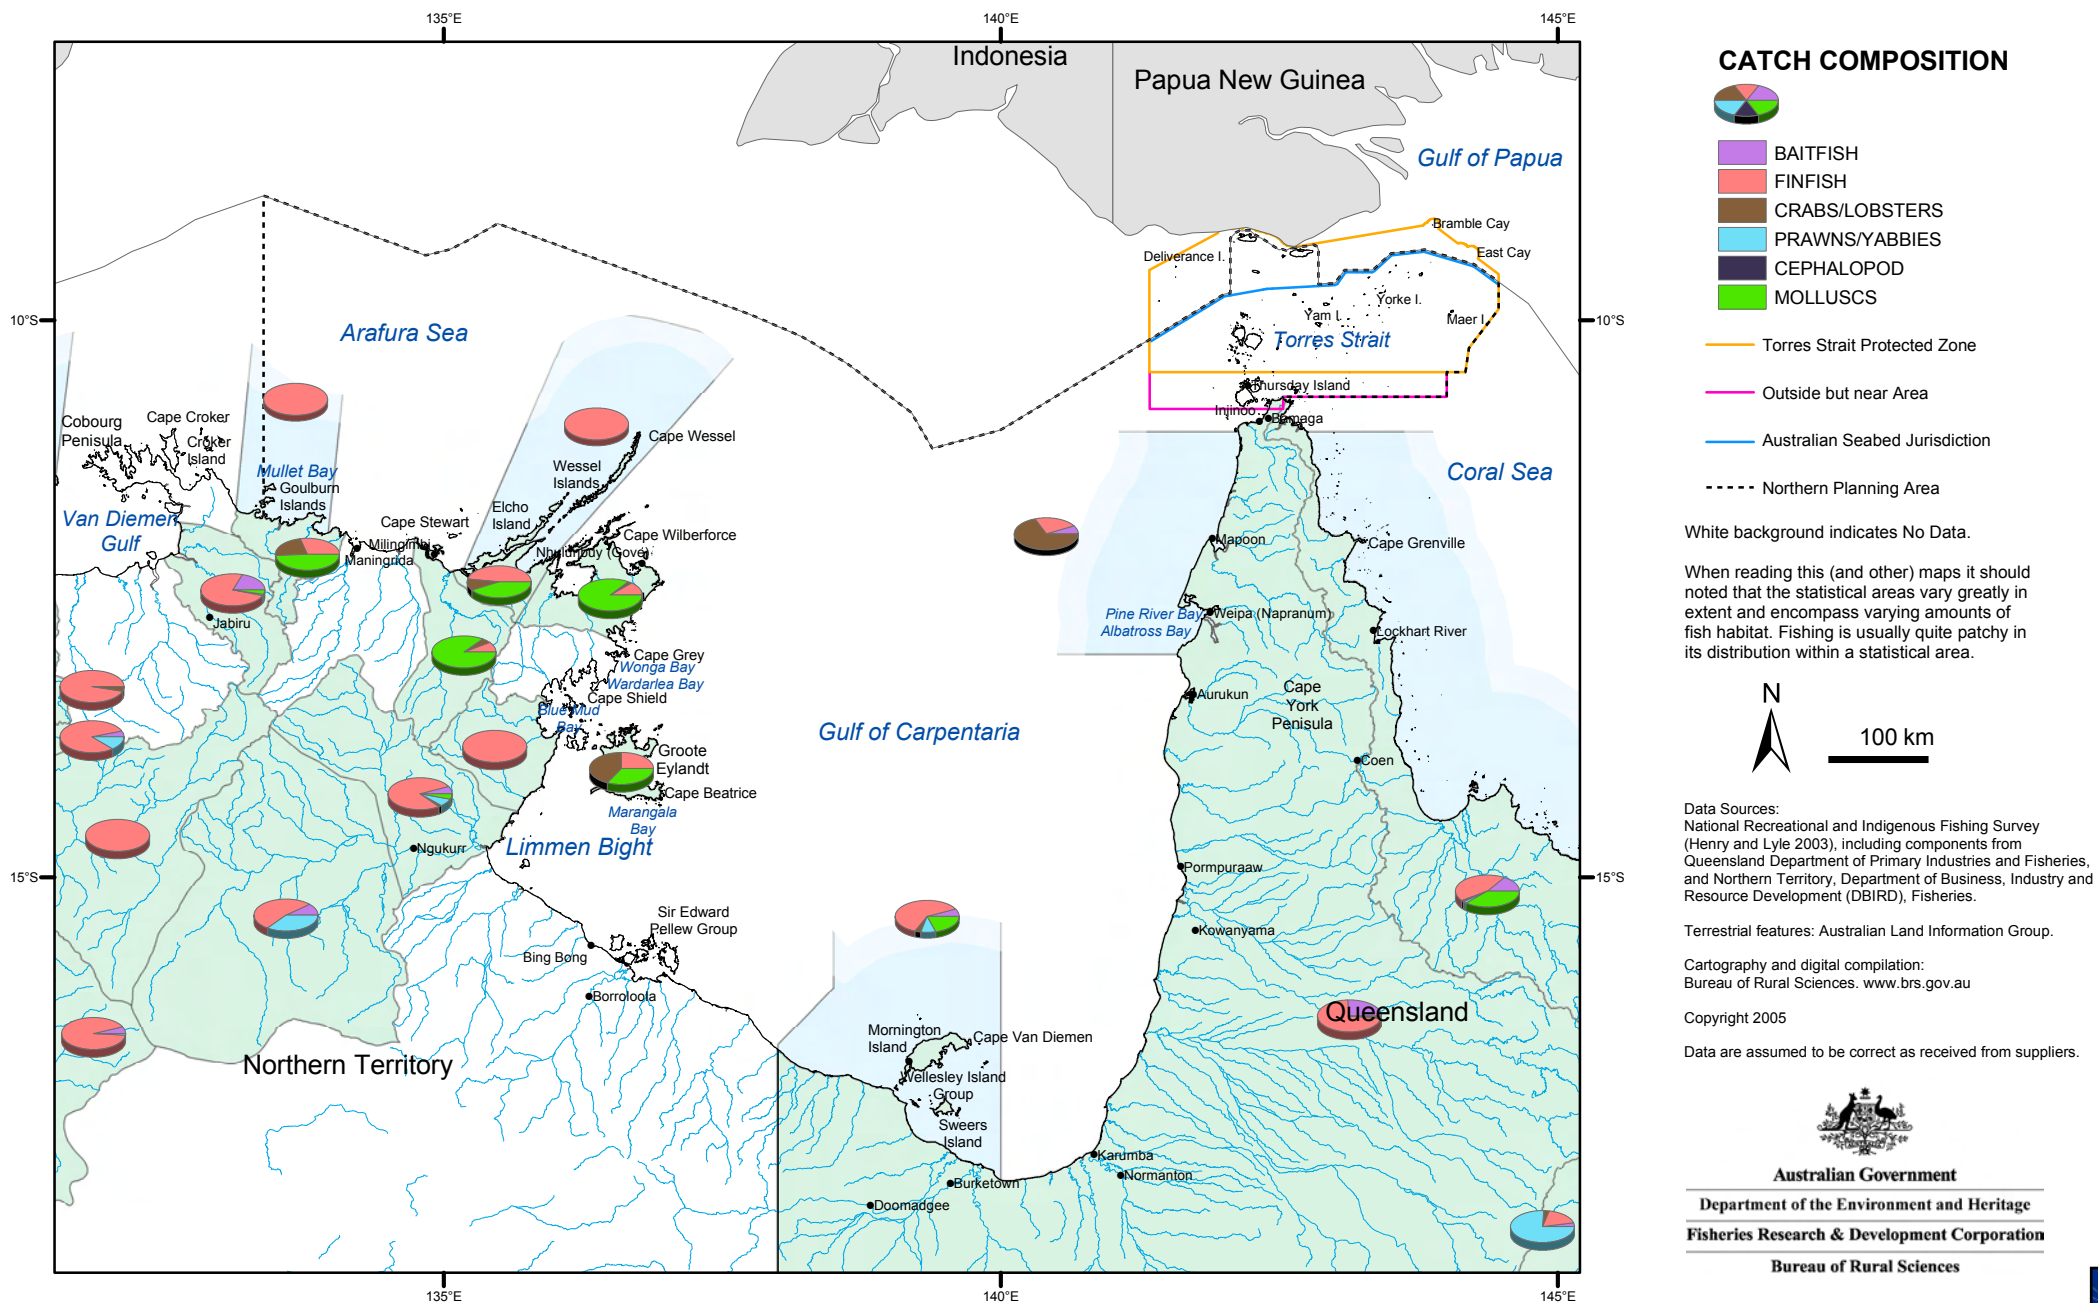 135°E
140°E
145°E
Indonesia
Papua New Guinea
Gulf of Papua
Bramble Cay
East Cay
Deliverance I.
Yorke I.
Yam I.
Maer I
10°S
10°S
Arafura Sea
Torres Strait
Thursday Island
Injinoo
Bamaga
Cobourg
Penisula
Cape Croker
Croker
Island
Cape Wessel
Mullet Bay
Goulburn
Islands
Wessel
Islands
Coral Sea
Van Diemen
Gulf
Elcho
Island
Cape Stewart
Milingimbi
Maningrida
Cape Wilberforce
Nhulunbuy (Gove)
Mapoon
Cape Grenville
Jabiru
Pine River Bay
Albatross Bay
Weipa (Napranum)
Lockhart River
Cape Grey
Wonga Bay
Wardarlea Bay
Cape Shield
Blue Mud
Bay
Aurukun
Cape
York
Penisula
Gulf of Carpentaria
Groote
Eylandt
Cape Beatrice
Marangala
Bay
Coen
Ngukurr
Limmen Bight
15°S
15°S
Pormpuraaw
Sir Edward
Pellew Group
Bing Bong
Borroloola
Kowanyama
Queensland
Northern Territory
Mornington
Island
Cape Van Diemen
Wellesley Island
Group
Sweers
Island
Karumba
Normanton
Burketown
Doomadgee
135°E
140°E
145°E
CATCH COMPOSITION
BAITFISH
FINFISH
CRABS/LOBSTERS
PRAWNS/YABBIES
CEPHALOPOD
MOLLUSCS
Torres Strait Protected Zone
Outside but near Area
Australian Seabed Jurisdiction
Northern Planning Area
White background indicates No Data.
When reading this (and other) maps it should
noted that the statistical areas vary greatly in
extent and encompass varying amounts of
fish habitat. Fishing is usually quite patchy in
its distribution within a statistical area.
N
100 km
Data Sources:
National Recreational and Indigenous Fishing Survey
(Henry and Lyle 2003), including components from
Queensland Department of Primary Industries and Fisheries,
and Northern Territory, Department of Business, Industry and
Resource Development (DBIRD), Fisheries.
Terrestrial features: Australian Land Information Group.
Cartography and digital compilation:
Bureau of Rural Sciences. www.brs.gov.au
Copyright 2005
Data are assumed to be correct as received from suppliers.
Australian Government
Department of the Environment and Heritage
Fisheries Research & Development Corporation
Bureau of Rural Sciences